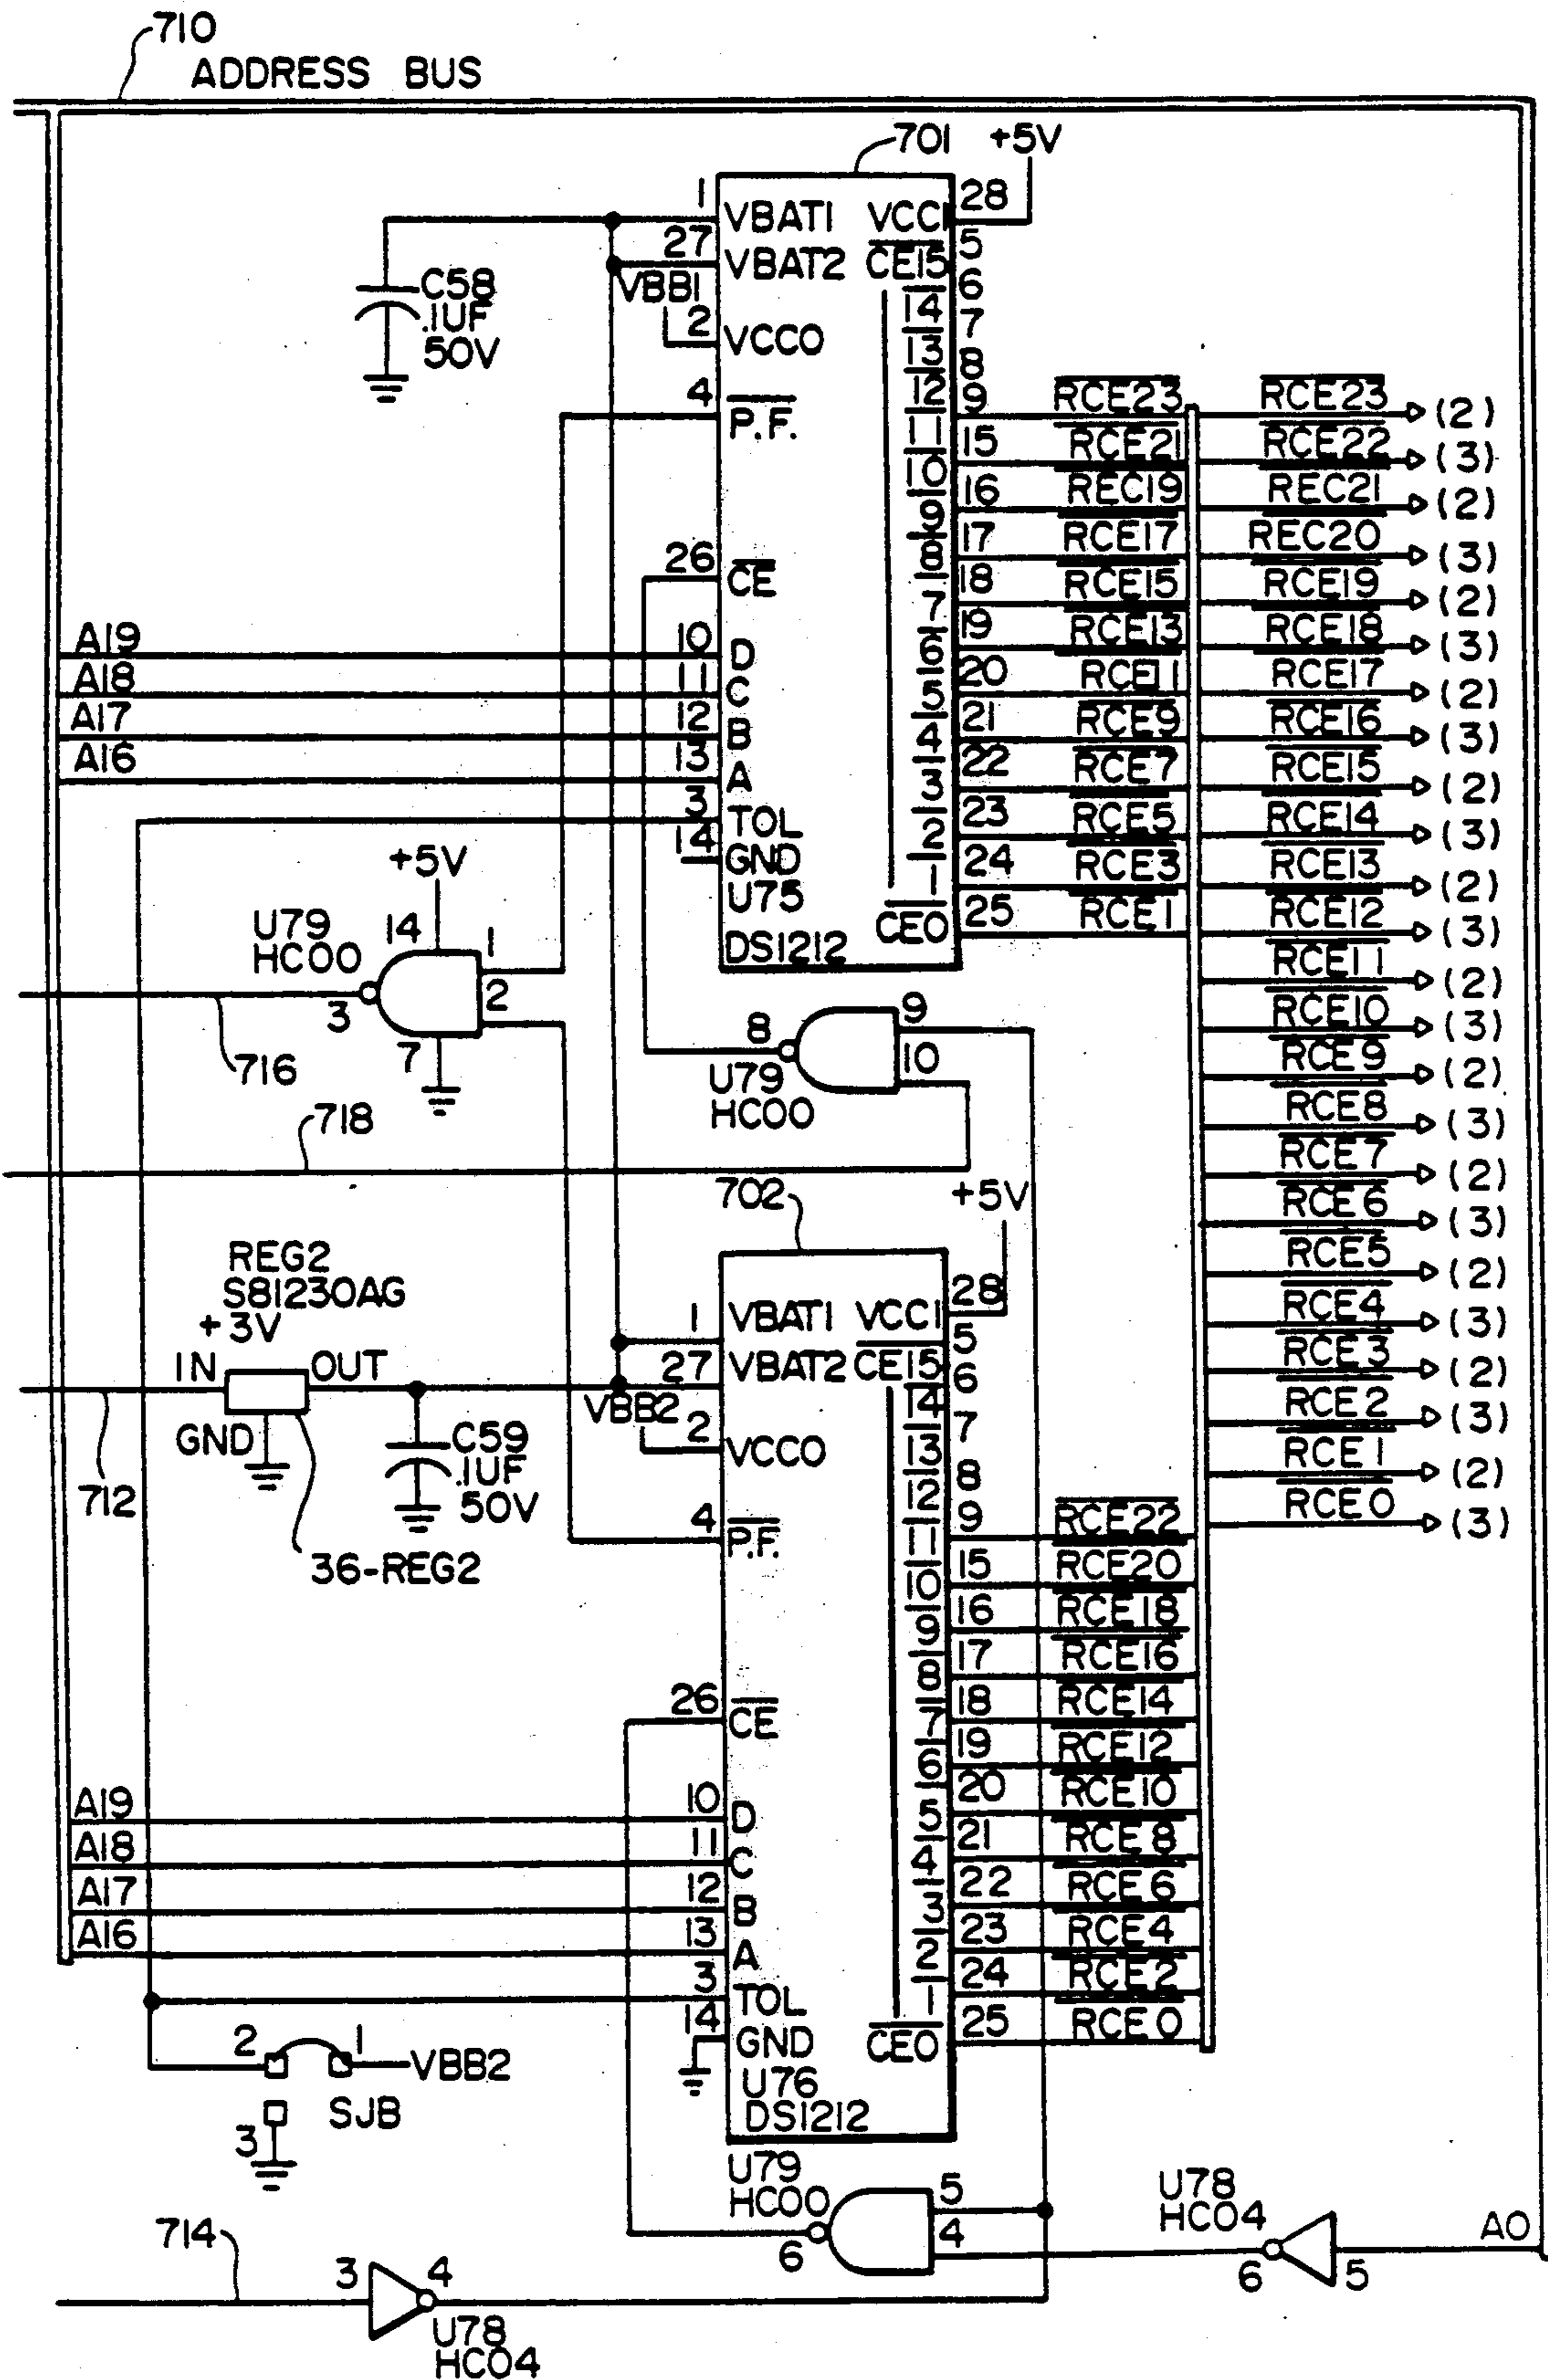 710
ADDRESS BUS
701
+5V
1
VBAT1
VCC1
28
27
VBAT2
CE15
5
VBB1
14
6
C58
.1UF
50V
2
VCC0
13
7
12
8
4
P.F.
11
9
RCE23
RCE23
(2)
10
15
RCE21
RCE22
(3)
9
16
REC19
REC21
(2)
26
CE
8
17
RCE17
REC20
(3)
7
18
RCE15
RCE19
(2)
A19
10
D
6
19
RCE13
RCE18
(3)
A18
11
C
5
20
RCE11
RCE17
(2)
A17
12
B
4
21
RCE9
RCE16
(3)
A16
13
A
3
22
RCE7
RCE15
(2)
3
TOL
2
23
RCE5
RCE14
(3)
14
GND
1
24
RCE3
RCE13
(2)
U75
CE0
25
RCE1
RCE12
(3)
DS1212
+5V
U79
HC00
14
1
2
3
7
716
RCE11
(2)
RCE10
(3)
RCE9
(2)
RCE8
(3)
RCE7
(2)
RCE6
(3)
RCE5
(2)
RCE4
(3)
RCE3
(2)
RCE2
(3)
RCE1
(2)
RCE0
(3)
8
9
10
U79
HC00
718
702
+5V
REG2
S81230AG
+3V
IN
OUT
GND
712
36-REG2
C59
.1UF
50V
1
VBAT1
VCC1
28
27
VBAT2
CE15
5
VBB2
14
6
2
VCC0
13
7
12
8
4
P.F.
11
9
RCE22
10
15
RCE20
9
16
RCE18
8
17
RCE16
26
CE
7
18
RCE14
6
19
RCE12
A19
10
D
5
20
RCE10
A18
11
C
4
21
RCE8
A17
12
B
3
22
RCE6
A16
13
A
2
23
RCE4
3
TOL
1
24
RCE2
14
GND
CE0
25
RCE0
U76
DS1212
2
1
VBB2
SJB
3
U79
HC00
5
4
6
U78
HC04
6
5
A0
714
3
4
U78
HC04